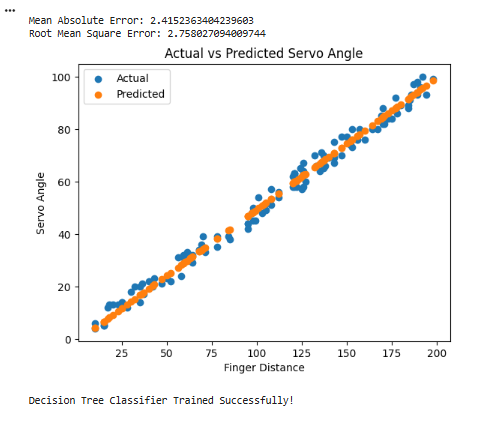 Mean Absolute Error: 2.4152363404239603
Root Mean Square Error: 2.758027094009744
Actual vs Predicted Servo Angle
Actual
Predicted
100
80
60
40
20
0
Servo Angle
25 50 75 100 125 150 175 200
Finger Distance
Decision Tree Classifier Trained Successfully!